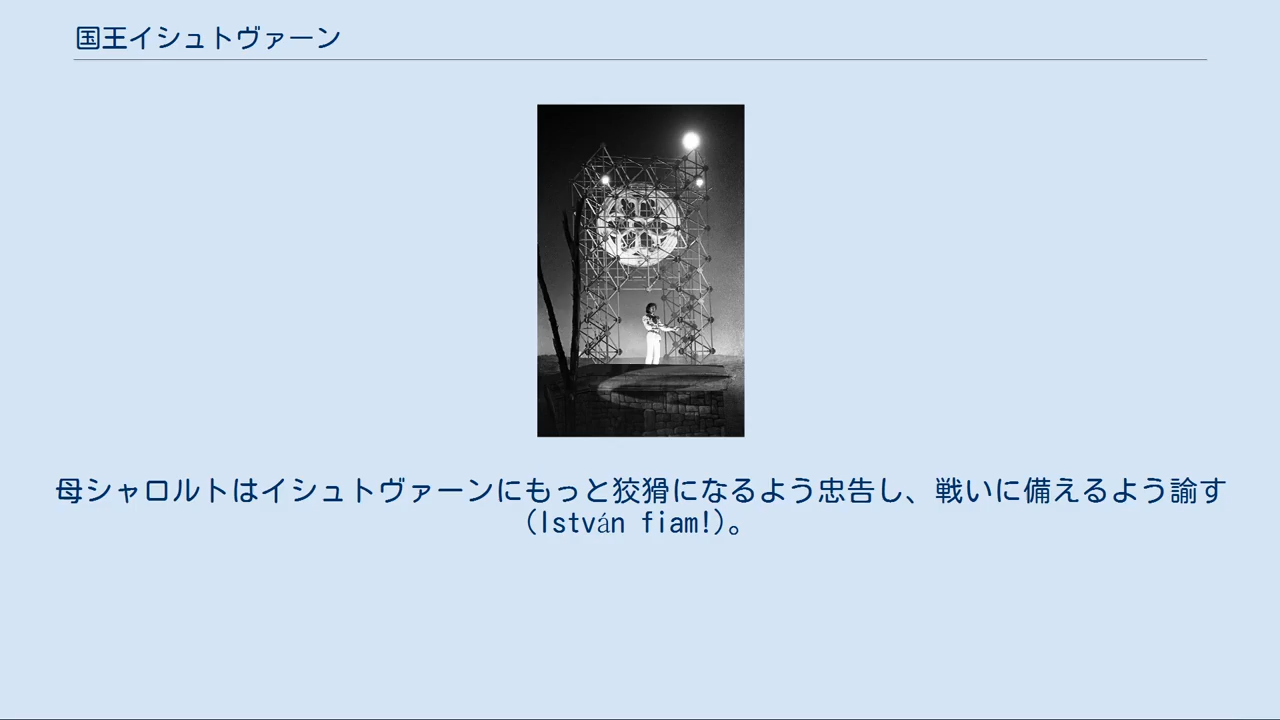 国王イシュトヴァーン
母シャロルトはイシュトヴァーンにもっと狡猾になるよう忠告し、戦いに備えるよう諭す
(István fiam!)。